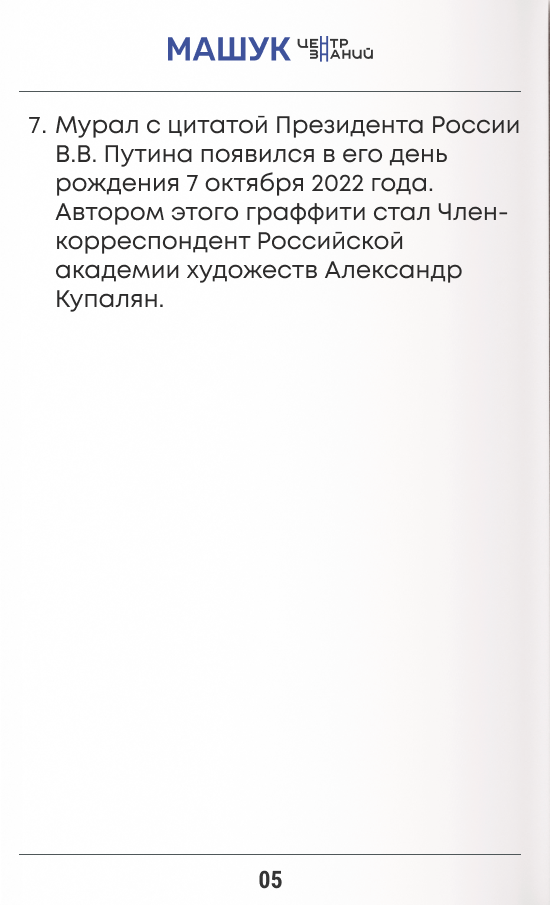 МАШУК ЦЕНТР ЗНАНИЙ
7. Мурал с цитатой Президента России
В.В. Путина появился в его день
рождения 7 октября 2022 года.
Автором этого граффити стал Член-
корреспондент Российской
академии художеств Александр
Купалян.
05